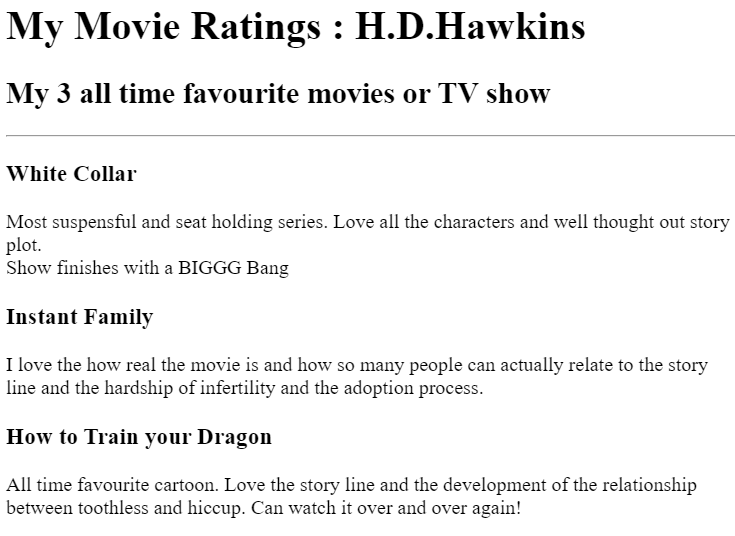 My Movie Ratings : H.D.Hawkins
My 3 all time favourite movies or TV show
White Collar
Most suspensful and seat holding series. Love all the characters and well thought out story
plot.
Show finishes with a BIGGG Bang
Instant Family
I love the how real the movie is and how so many people can actually relate to the story
line and the hardship of infertility and the adoption process.
How to Train your Dragon
All time favourite cartoon. Love the story line and the development of the relationship
between toothless and hiccup. Can watch it over and over again!